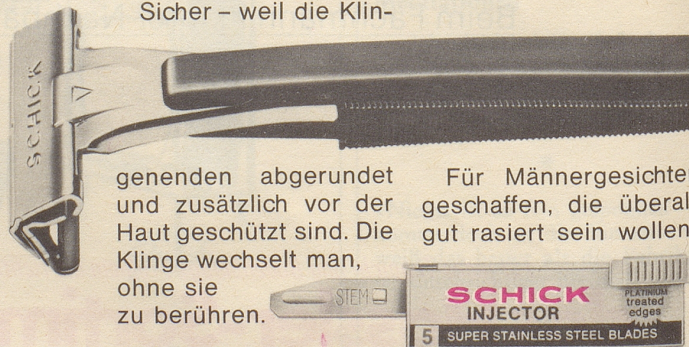 Sicher – weil die Klin-
SCHICK
genenden abgerundet
und zusätzlich vor der
Haut geschützt sind. Die
Klinge wechselt man,
ohne sie
zu berühren.
Für Männergesichte
geschaffen, die überal
gut rasiert sein wollen
STEM
SCHICK
INJECTOR
PLATINIUM
treated
edges
5 SUPER STAINLESS STEEL BLADES